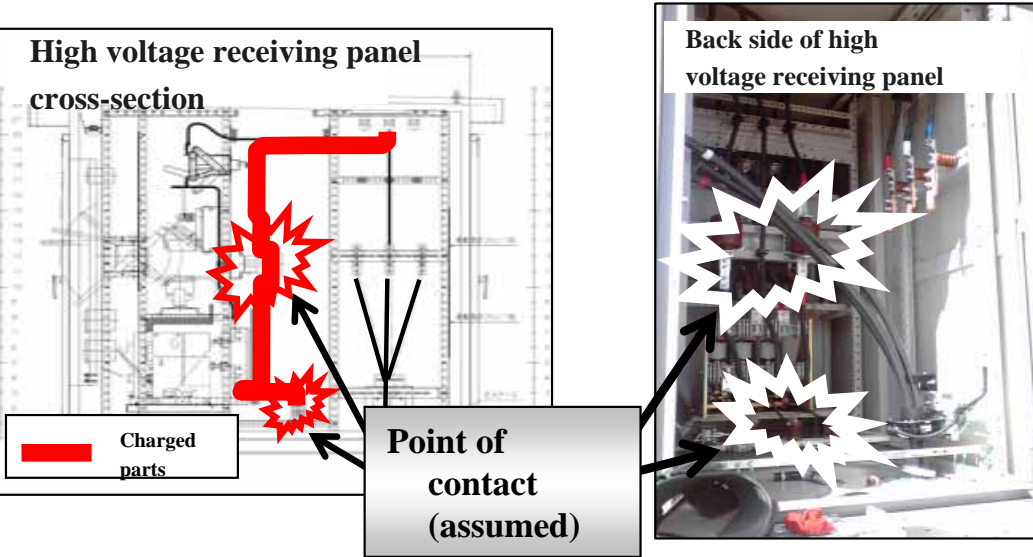 High voltage receiving panel
cross-section
Back side of high
voltage receiving panel
Charged
parts
Point of
contact
(assumed)